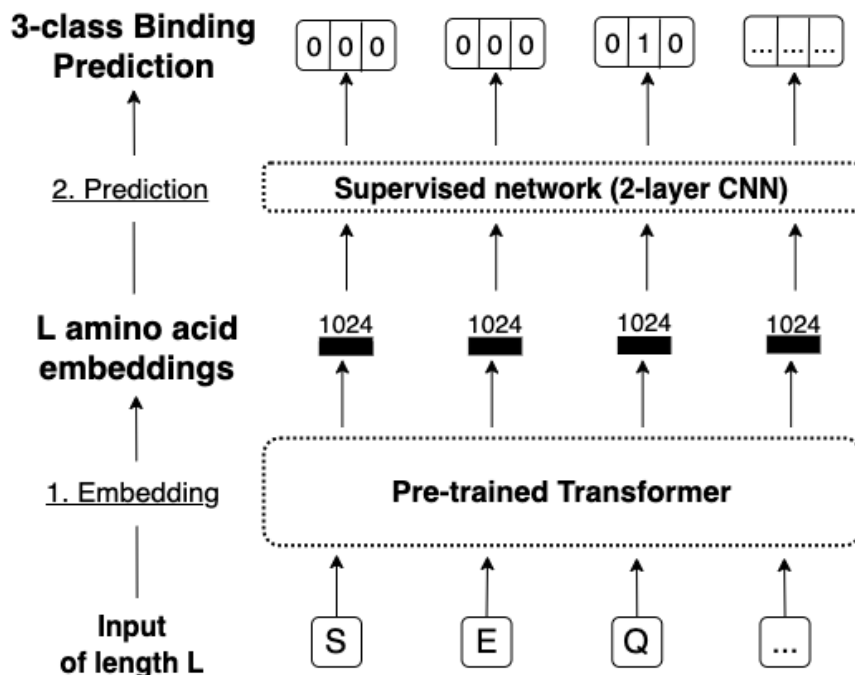 3-class Binding
Prediction
0 0 0
0 0 0
0 1 0
... ... ...
2. Prediction
Supervised network (2-layer CNN)
L amino acid
embeddings
1024
1024
1024
1024
1. Embedding
Pre-trained Transformer
Input
of length L
S
E
Q
...